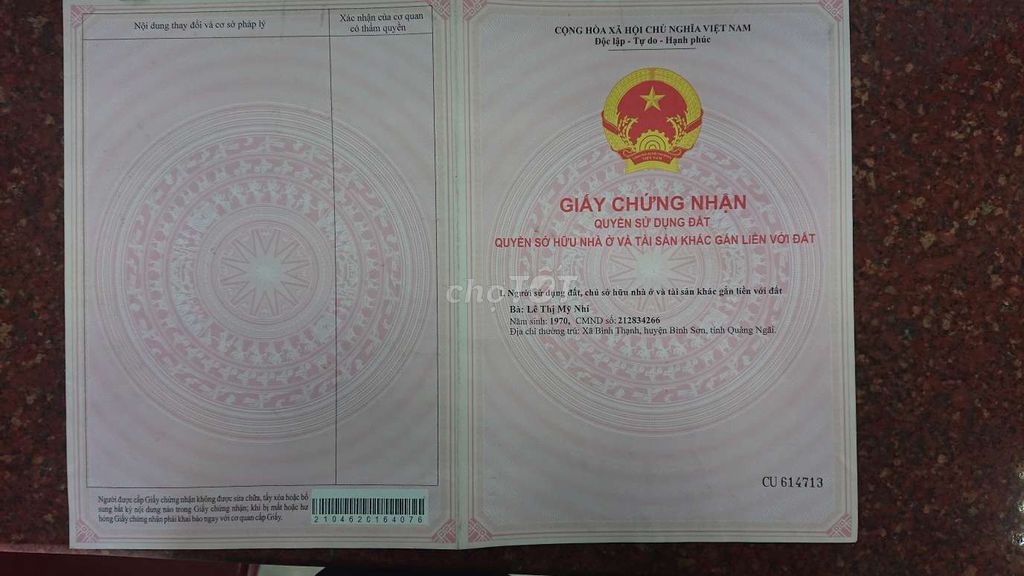 Nội dung thay đổi và cơ sở pháp lý
Xác nhận của cơ quan
có thẩm quyền
Người được cấp Giấy chứng nhận không được sửa chữa, tẩy xóa hoặc bổ
sung bất kỳ nội dung nào trong Giấy chứng nhận; khi bị mất hoặc hư
hỏng Giấy chứng nhận phải khai báo ngay với cơ quan cấp Giấy.
2104620164076
CỘNG HÒA XÃ HỘI CHỦ NGHĨA VIỆT NAM
Độc lập - Tự do - Hạnh phúc
VIỆT NAM
GIẤY CHỨNG NHẬN
QUYỀN SỬ DỤNG ĐẤT
QUYỀN SỞ HỮU NHÀ Ở VÀ TÀI SẢN KHÁC GẮN LIỀN VỚI ĐẤT
chợTỐT
I. Người sử dụng đất, chủ sở hữu nhà ở và tài sản khác gắn liền với đất
Bà: Lê Thị Mỹ Nhi
Năm sinh: 1970, CMND số: 212834266
Địa chỉ thường trú: Xã Bình Thạnh, huyện Bình Sơn, tỉnh Quảng Ngãi.
CU 614713